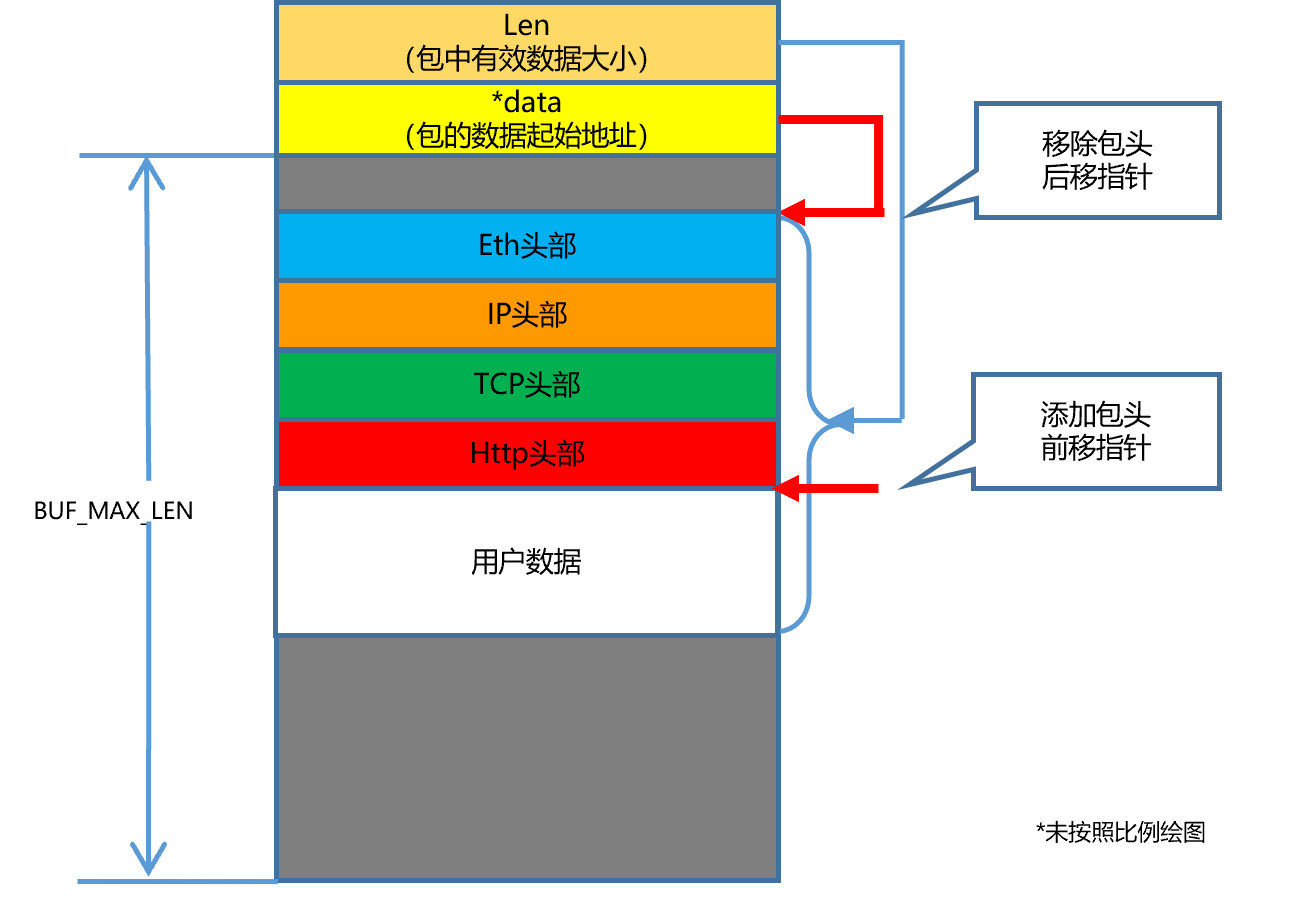 Len
（包中有效数据大小）
*data
（包的数据起始地址）
移除包头
后移指针
Eth头部
IP头部
TCP头部
Http头部
添加包头
前移指针
BUF_MAX_LEN
用户数据
*未按照比例绘图